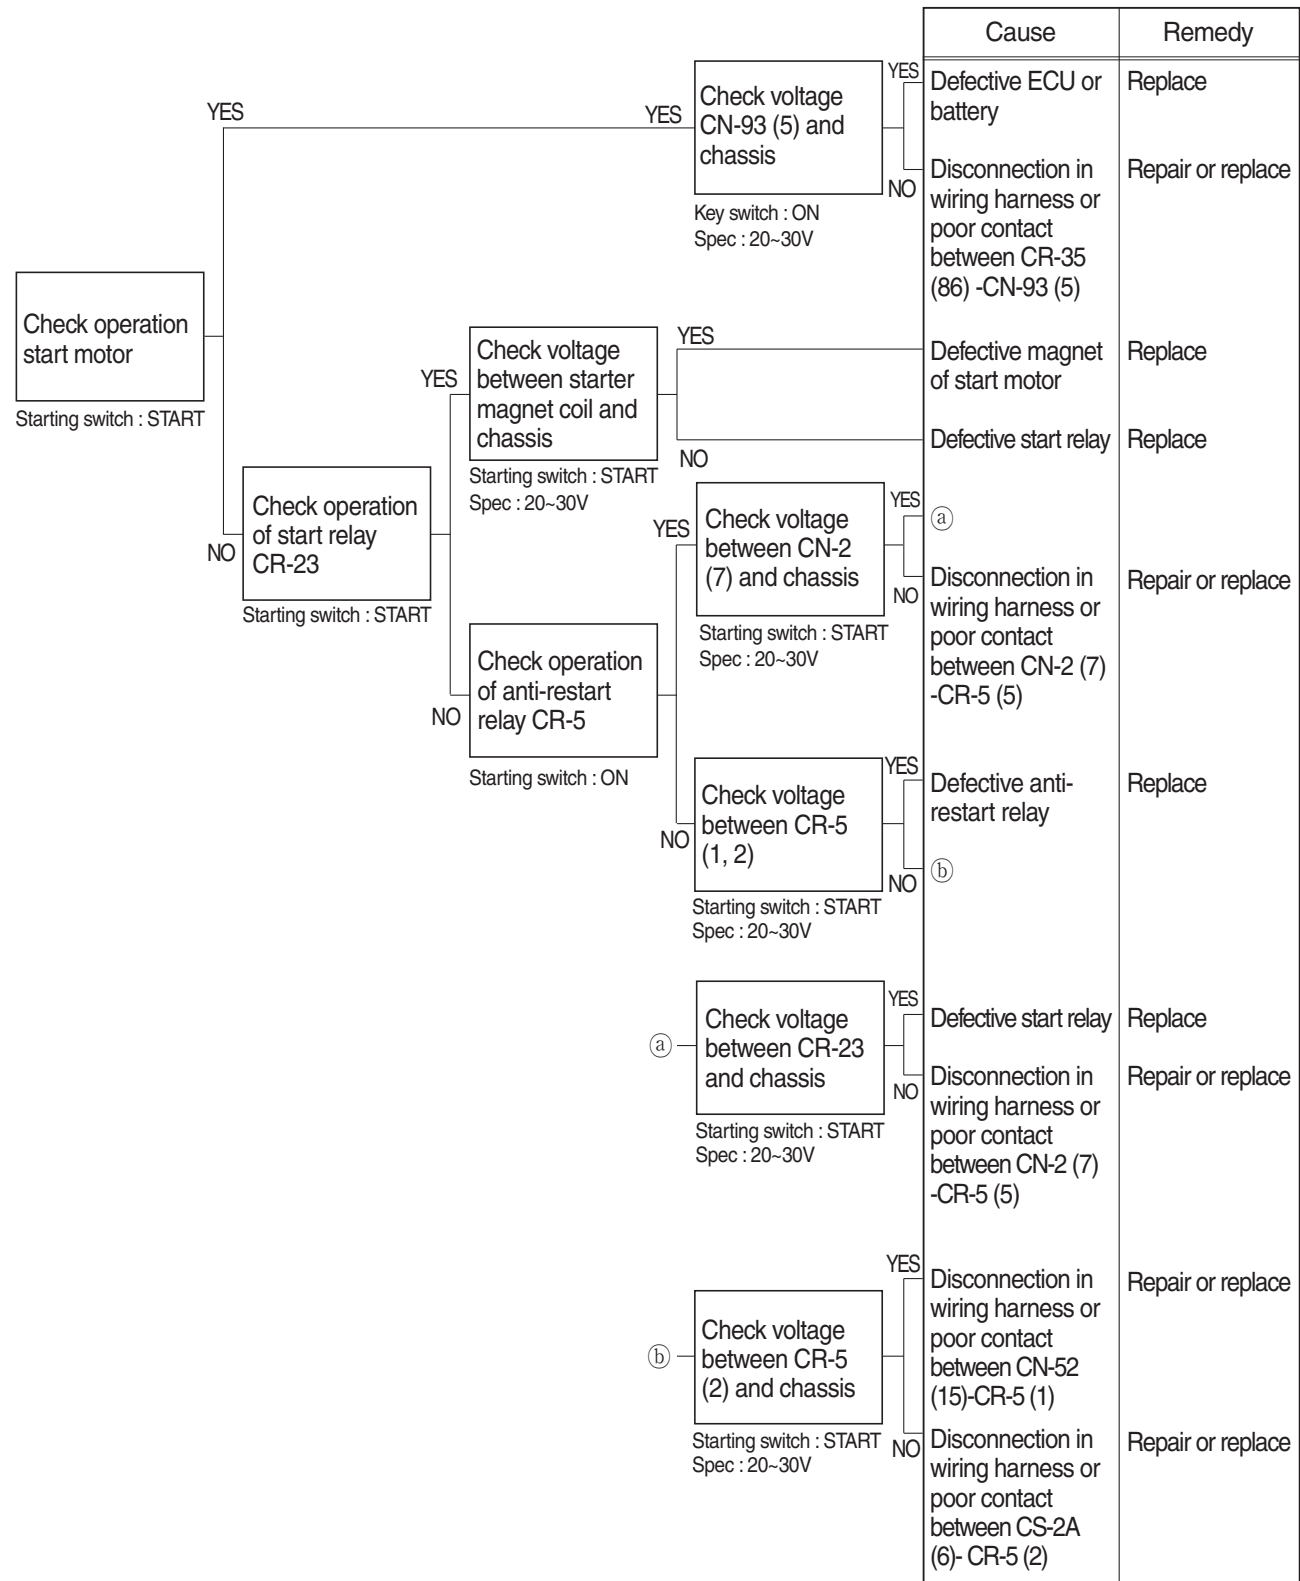 Cause
Remedy
YES
YES
Check voltage
CN-93 (5) and
chassis
Key switch : ON
Spec : 20~30V
YES
Defective ECU or
battery
Replace
NO
Disconnection in
wiring harness or
poor contact
between CR-35
(86) -CN-93 (5)
Repair or replace
Check operation
start motor
Starting switch : START
YES
Check voltage
between starter
magnet coil and
chassis
Starting switch : START
Spec : 20~30V
YES
Defective magnet
of start motor
Replace
NO
Defective start relay
Replace
NO
Check operation
of start relay
CR-23
Starting switch : START
YES
Check voltage
between CN-2
(7) and chassis
Starting switch : START
Spec : 20~30V
YES
ⓐ
NO
Disconnection in
wiring harness or
poor contact
between CN-2 (7)
-CR-5 (5)
Repair or replace
NO
Check operation
of anti-restart
relay CR-5
Starting switch : ON
NO
Check voltage
between CR-5
(1, 2)
Starting switch : START
Spec : 20~30V
YES
Defective anti-
restart relay
Replace
NO
ⓑ
ⓐ
Check voltage
between CR-23
and chassis
Starting switch : START
Spec : 20~30V
YES
Defective start relay
Replace
NO
Disconnection in
wiring harness or
poor contact
between CN-2 (7)
-CR-5 (5)
Repair or replace
ⓑ
Check voltage
between CR-5
(2) and chassis
Starting switch : START
Spec : 20~30V
YES
Disconnection in
wiring harness or
poor contact
between CN-52
(15)-CR-5 (1)
Repair or replace
NO
Disconnection in
wiring harness or
poor contact
between CS-2A
(6)- CR-5 (2)
Repair or replace